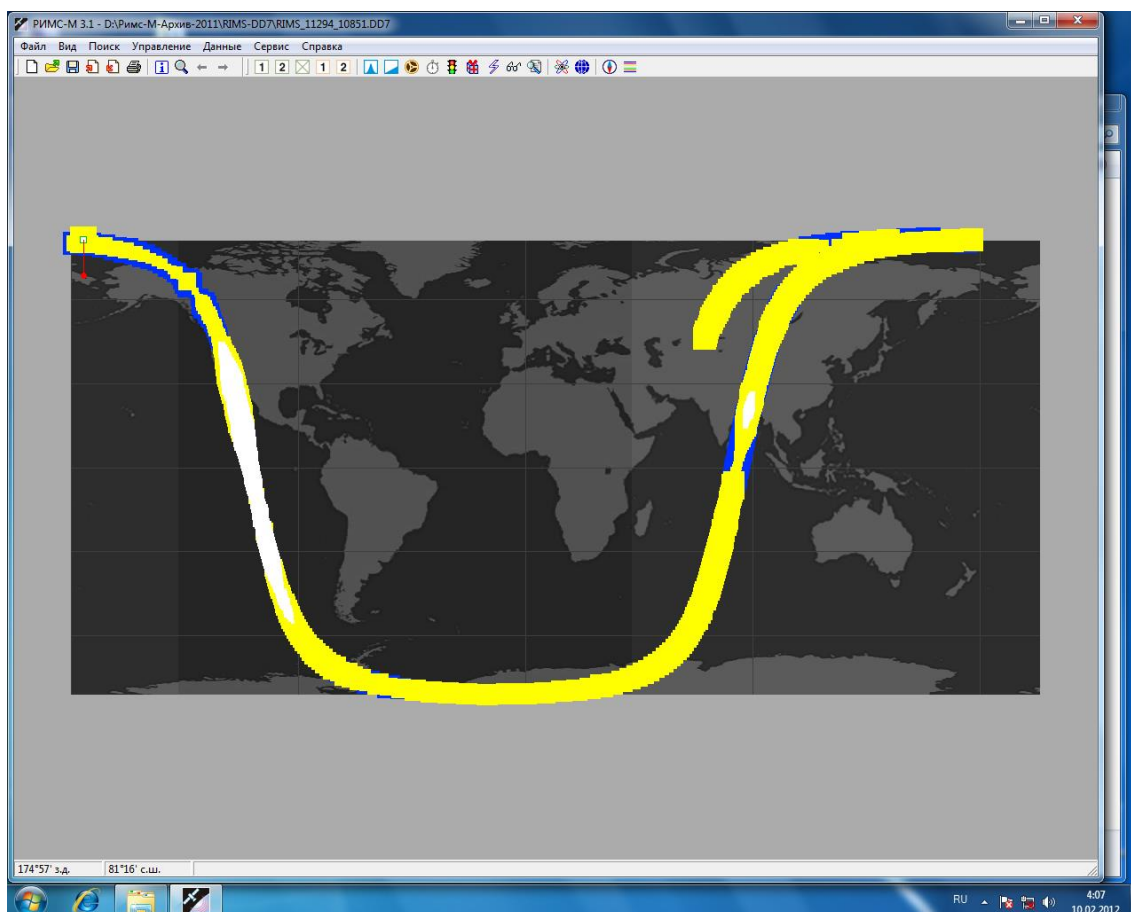 РИМС-М 3.1 - D:\Римс-М-Архив-2011\RIMS-DD7\RIMS_11294_10851.DD7
Файл Вид Поиск Управление Данные Сервис Справка
1 2 1 2
174°57' з.д. 81°16' с.ш.
RU 4:07
10.02.2012